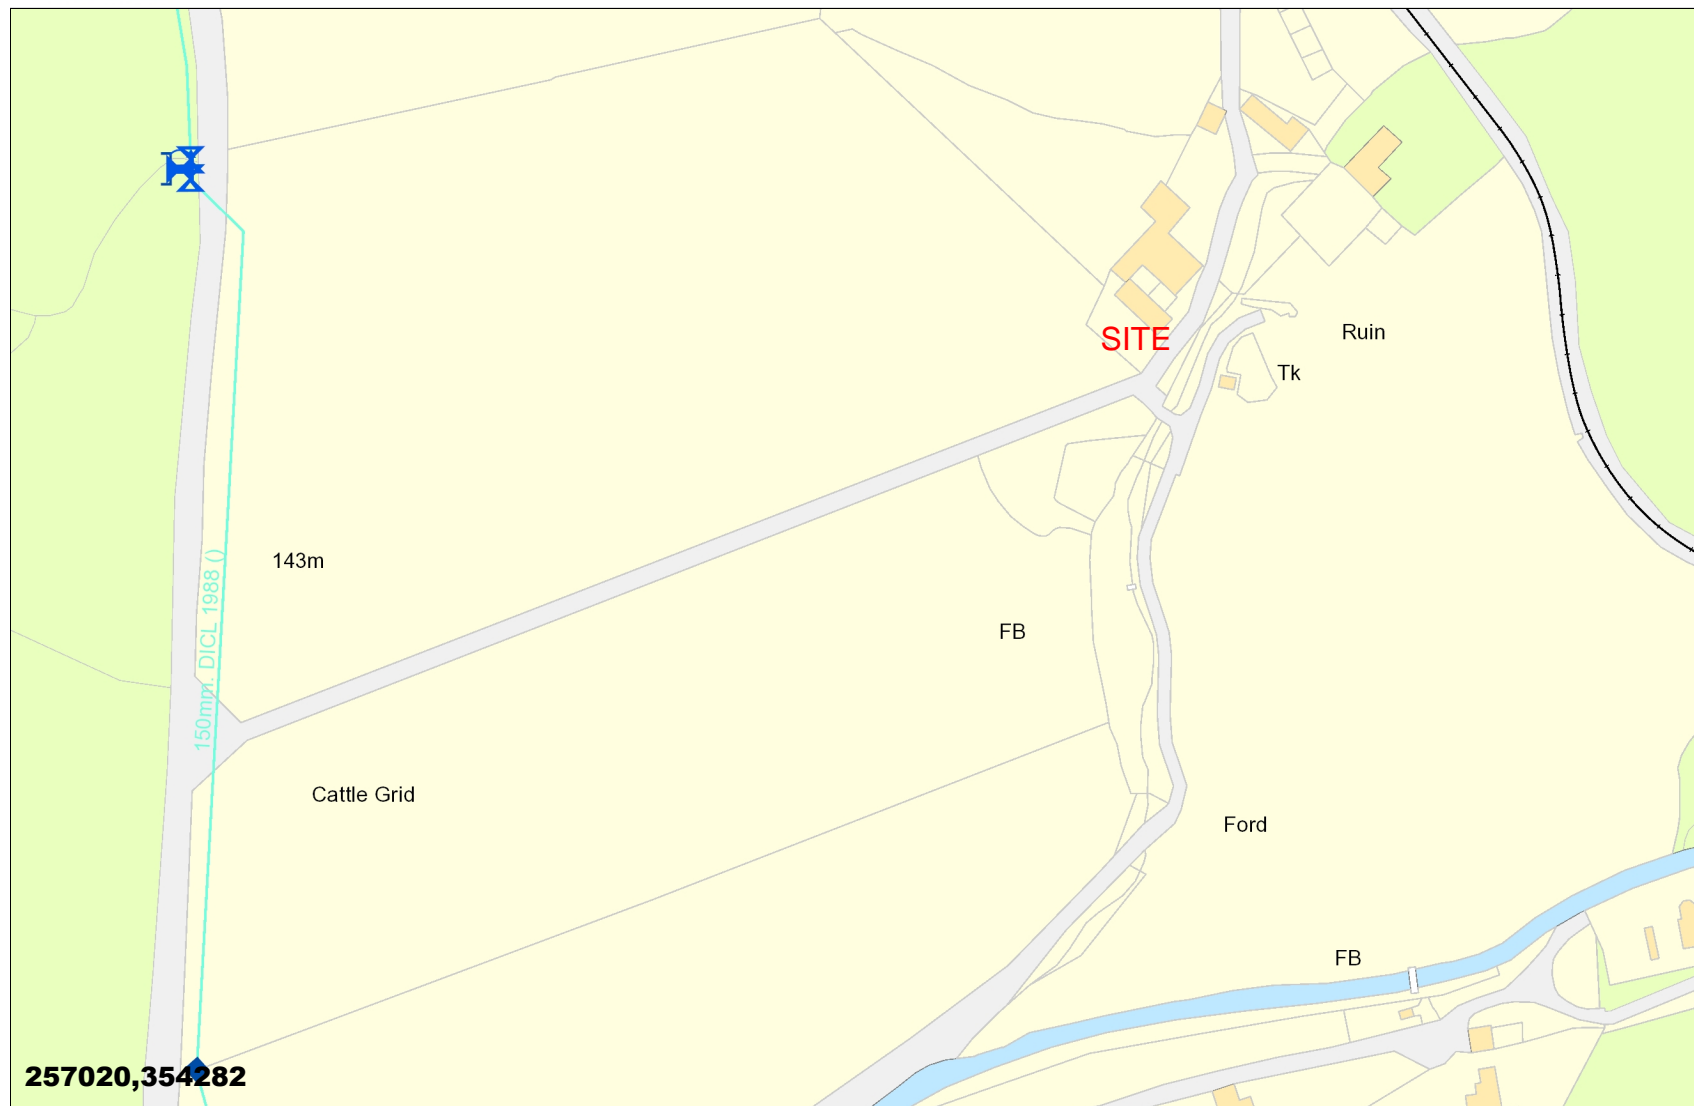 SITE
Ruin
Tk
143m
150mm. DICL 1988 ()
FB
Cattle Grid
Ford
FB
257020,354282